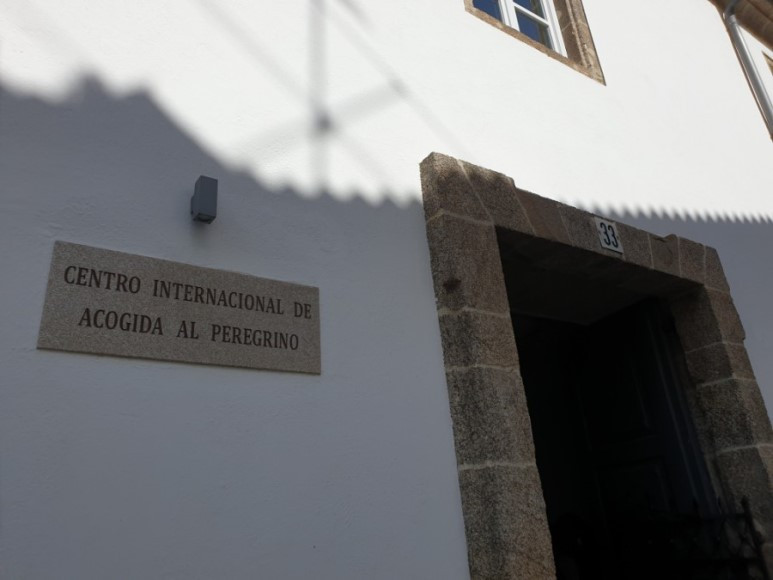 CENTRO INTERNACIONAL DE
ACOGIDA AL PEREGRINO
33